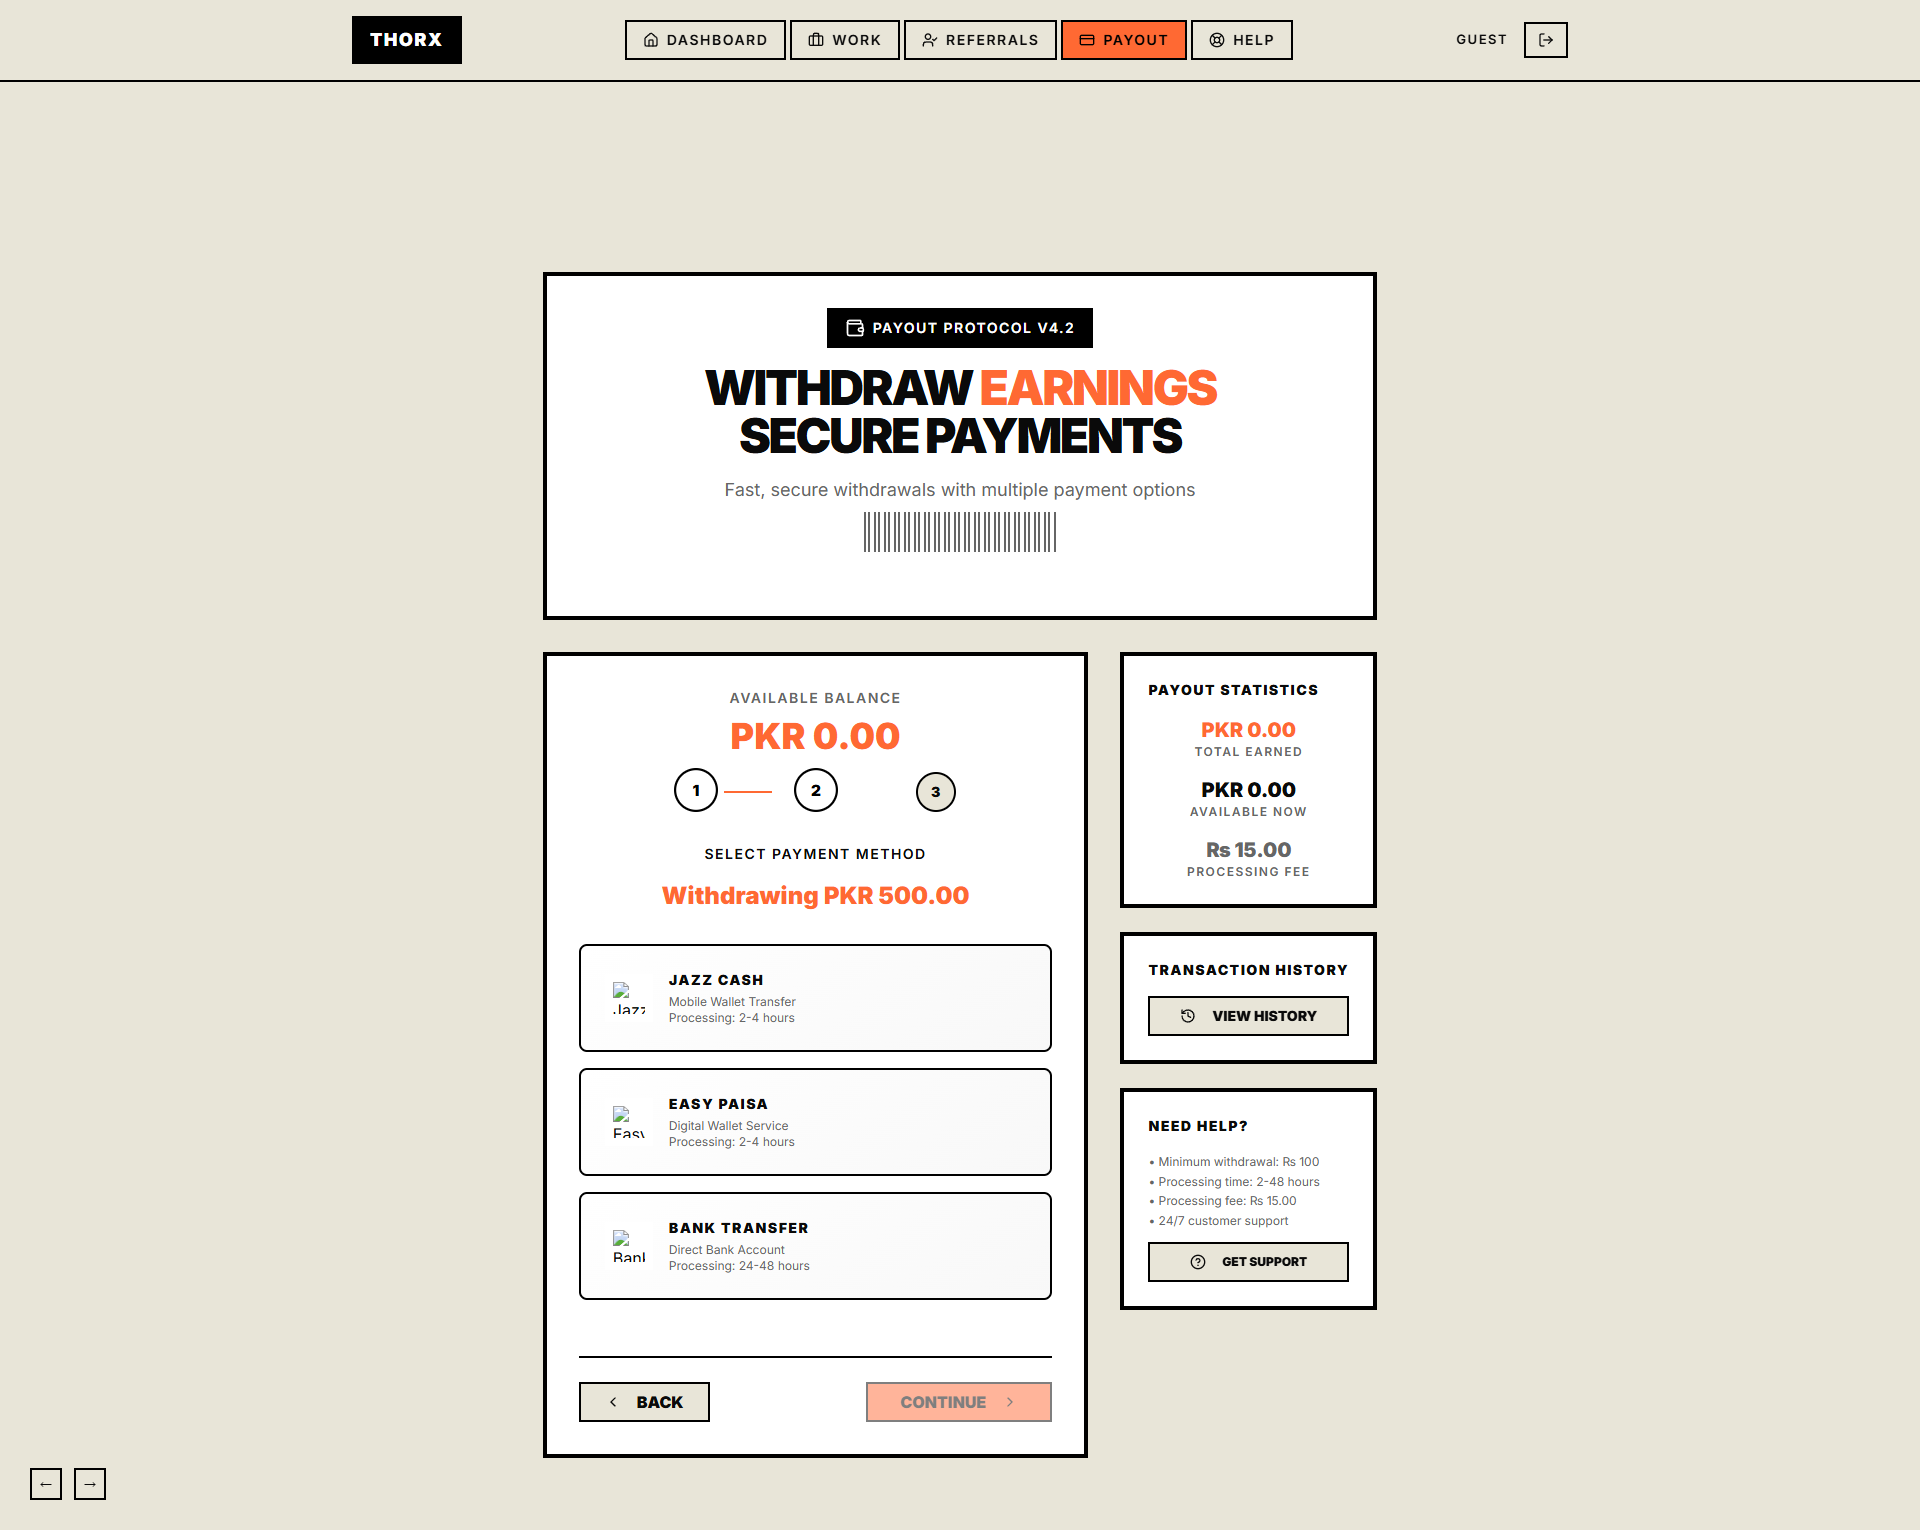 THORX
DASHBOARD
WORK
REFERRALS
PAYOUT
HELP
GUEST
PAYOUT PROTOCOL V4.2
WITHDRAW EARNINGS
SECURE PAYMENTS
Fast, secure withdrawals with multiple payment options
AVAILABLE BALANCE
PKR 0.00
1
2
3
SELECT PAYMENT METHOD
Withdrawing PKR 500.00
Jazz
JAZZ CASH
Mobile Wallet Transfer
Processing: 2-4 hours
Easy
EASY PAISA
Digital Wallet Service
Processing: 2-4 hours
Bank
BANK TRANSFER
Direct Bank Account
Processing: 24-48 hours
BACK
CONTINUE
PAYOUT STATISTICS
PKR 0.00
TOTAL EARNED
PKR 0.00
AVAILABLE NOW
Rs 15.00
PROCESSING FEE
TRANSACTION HISTORY
VIEW HISTORY
NEED HELP?
• Minimum withdrawal: Rs 100
• Processing time: 2-48 hours
• Processing fee: Rs 15.00
• 24/7 customer support
GET SUPPORT
← →